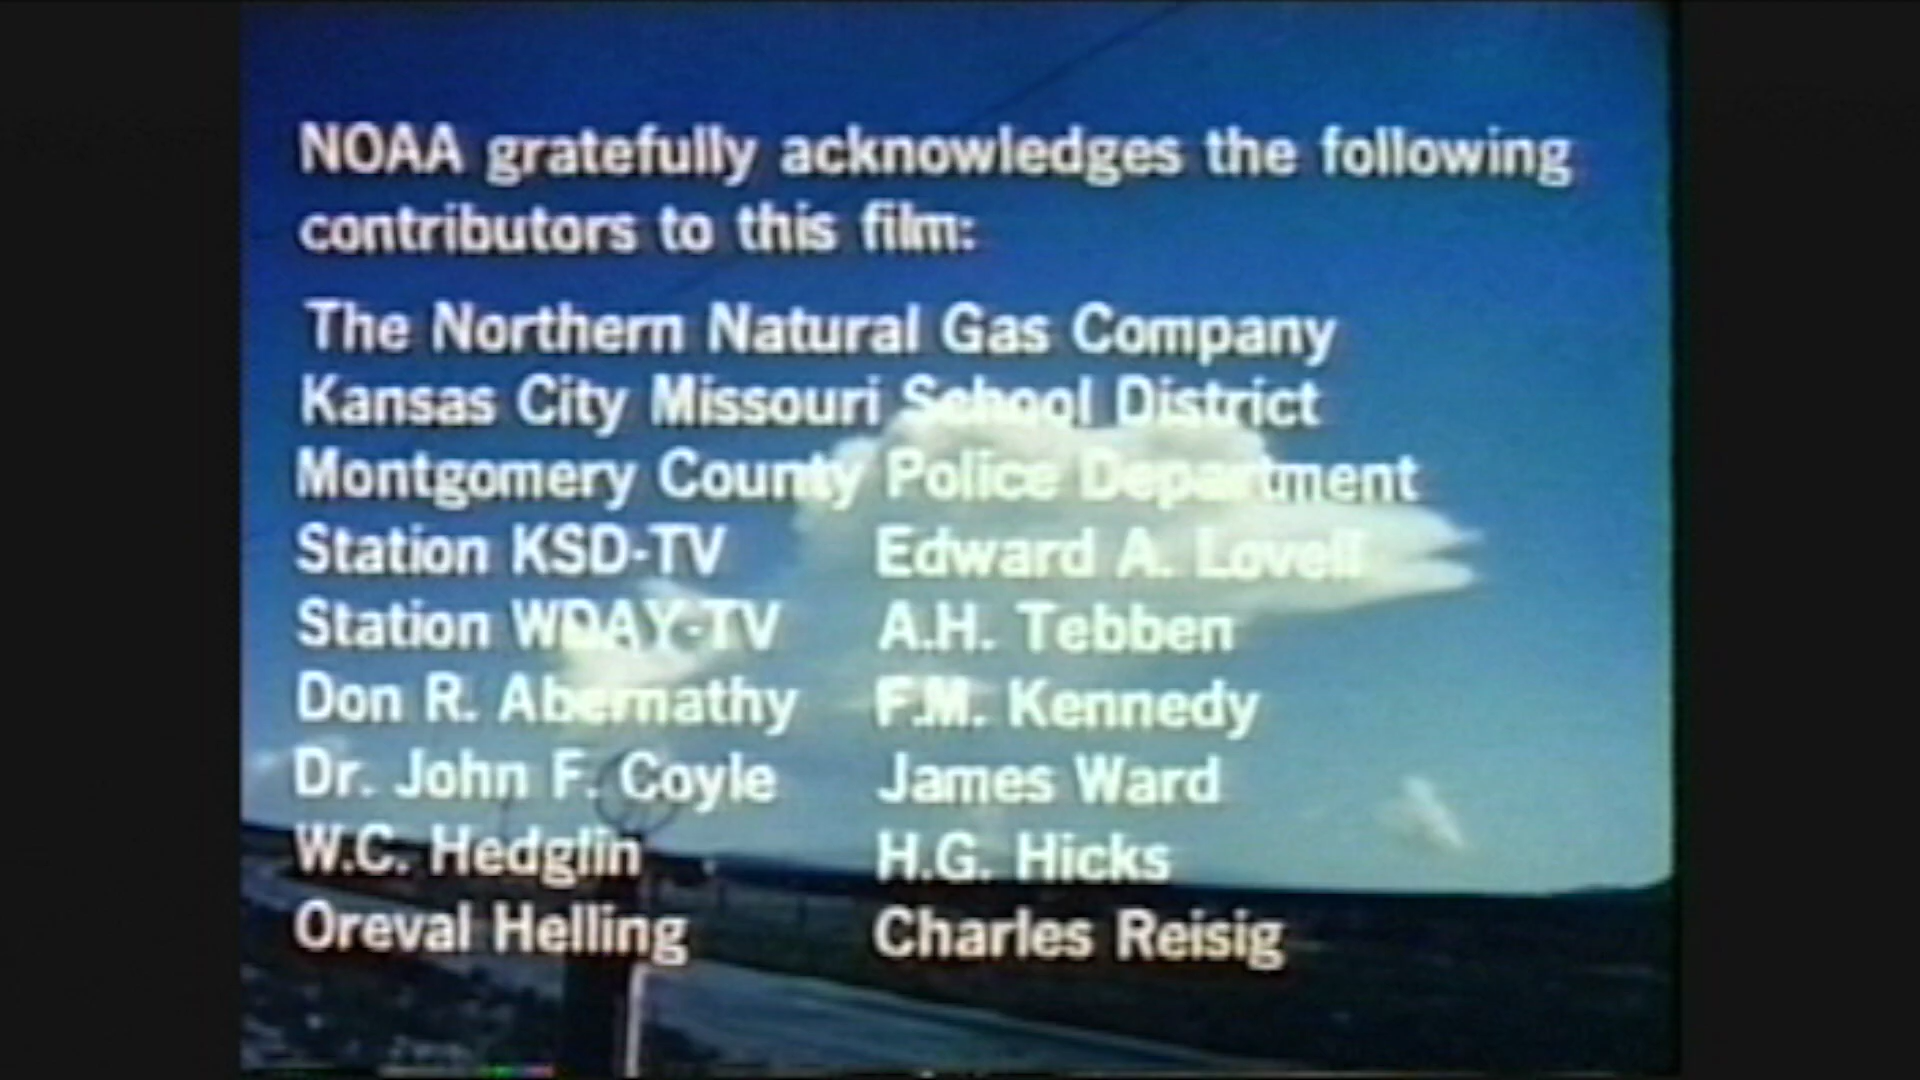 NOAA gratefully acknowledges the following
contributors to this film:
The Northern Natural Gas Company
Kansas City Missouri School District
Montgomery County Police Department
Station KSD-TV
Station WDAY-TV
Don R. Abernathy
Dr. John F. Coyle
W.C. Hedglin
Oreval Helling
Edward A. Lovell
A.H. Tebben
F.M. Kennedy
James Ward
H.G. Hicks
Charles Reisig